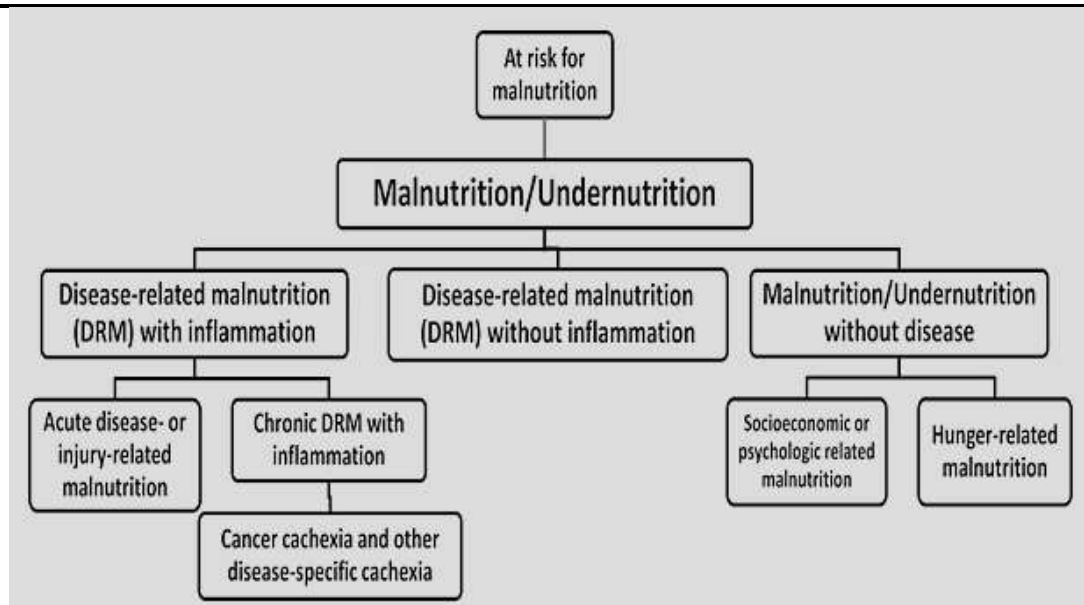 At risk for
malnutrition
Malnutrition/Undernutrition
Disease-related malnutrition
(DRM) with inflammation
Disease-related malnutrition
(DRM) without inflammation
Malnutrition/Undernutrition
without disease
Acute disease- or
injury-related
malnutrition
Chronic DRM with
inflammation
Socioeconomic or
psychologic related
malnutrition
Hunger-related
malnutrition
Cancer cachexia and other
disease-specific cachexia